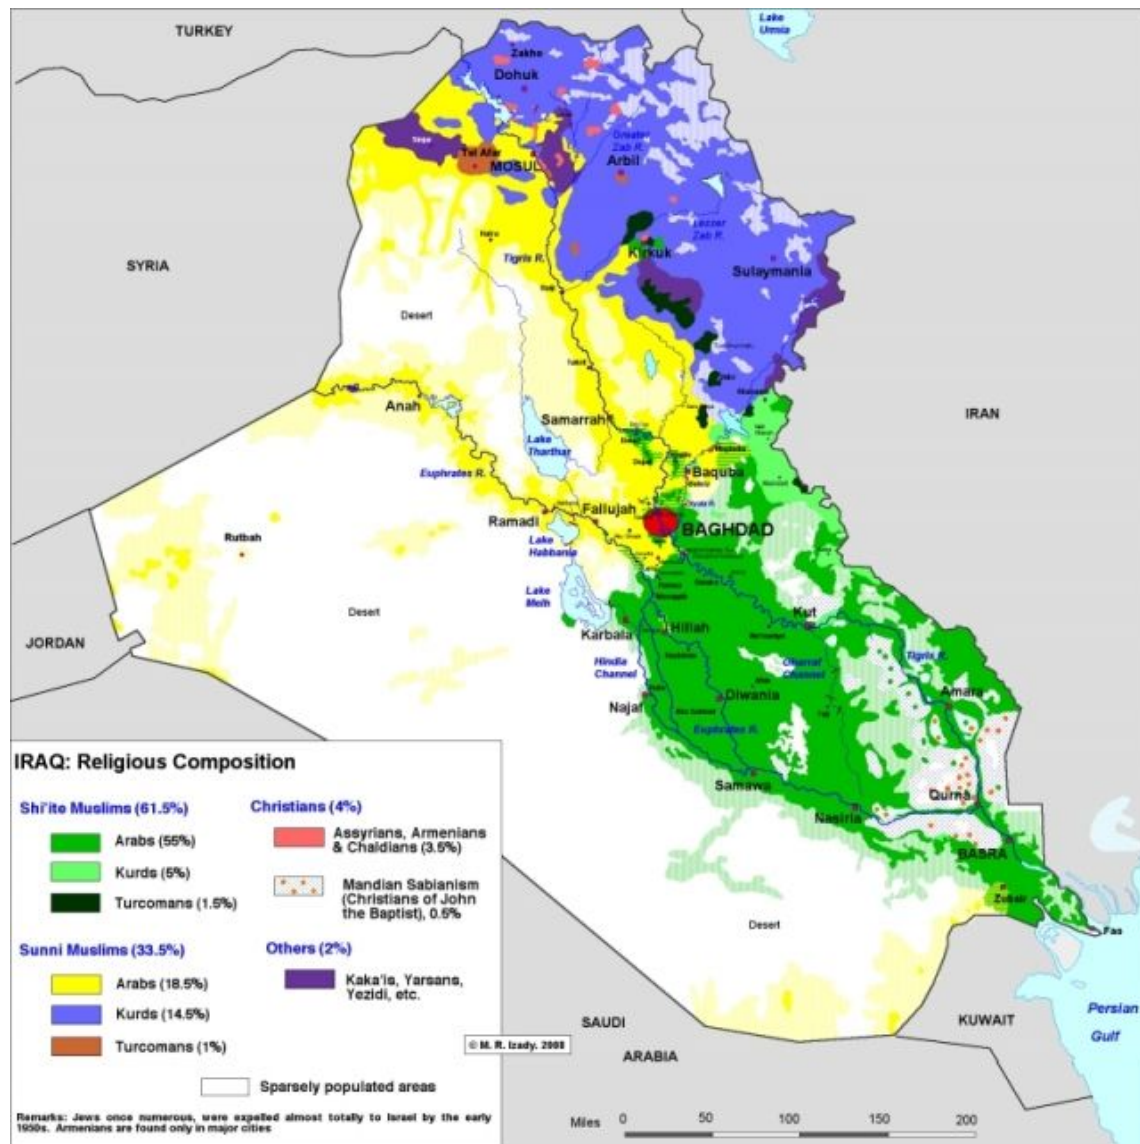 TURKEY
Lake
Urmia
Zakho
Dohuk
Tel Afar
MOSUL
Greater
Zab R.
Arbil
Hatra
Lesser
Zab R.
SYRIA
Tigris R.
Kirkuk
Sulaymania
Baiji
Desert
Tikrit
IRAN
Anah
Samarrah
Lake
Tharthar
Euphrates R.
Baquba
Ramadi
Fallujah
BAGHDAD
Rutbah
Lake
Habbania
Lake
Melh
Desert
JORDAN
Karbala
Hillah
Kut
Hindia
Channel
Gharraf
Channel
Tigris R.
Najaf
Diwania
Amara
Euphrates R.
Samawa
Qurna
Nasiria
BASRA
Zubair
Fao
Desert
IRAQ: Religious Composition
Shi'ite Muslims (61.5%)
Arabs (55%)
Kurds (5%)
Turcomans (1.5%)
Sunni Muslims (33.5%)
Arabs (18.5%)
Kurds (14.5%)
Turcomans (1%)
Christians (4%)
Assyrians, Armenians
& Chaldians (3.5%)
Mandian Sabianism
(Christians of John
the Baptist), 0.5%
Others (2%)
Kaka'is, Yarsans,
Yezidi, etc.
Sparsely populated areas
Remarks: Jews once numerous, were expelled almost totally to Israel by the early
1950s. Armenians are found only in major cities
© M. R. Izady. 2008
SAUDI
ARABIA
KUWAIT
Persian
Gulf
Miles 0 50 100 150 200